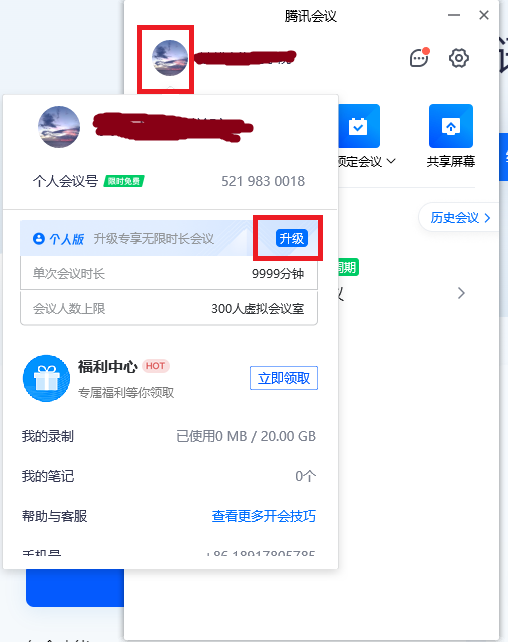 腾讯会议
个人会议号 限时免费 521 983 0018
预定会议 共享屏幕
历史会议
个人版 升级专享无限时长会议 升级
周期
单次会议时长 9999分钟
议
会议人数上限 300人虚拟会议室
福利中心 HOT
专属福利等你领取 立即领取
我的录制 已使用0 MB / 20.00 GB
我的笔记 0个
帮助与客服 查看更多开会技巧
手机号 +86 18917805785